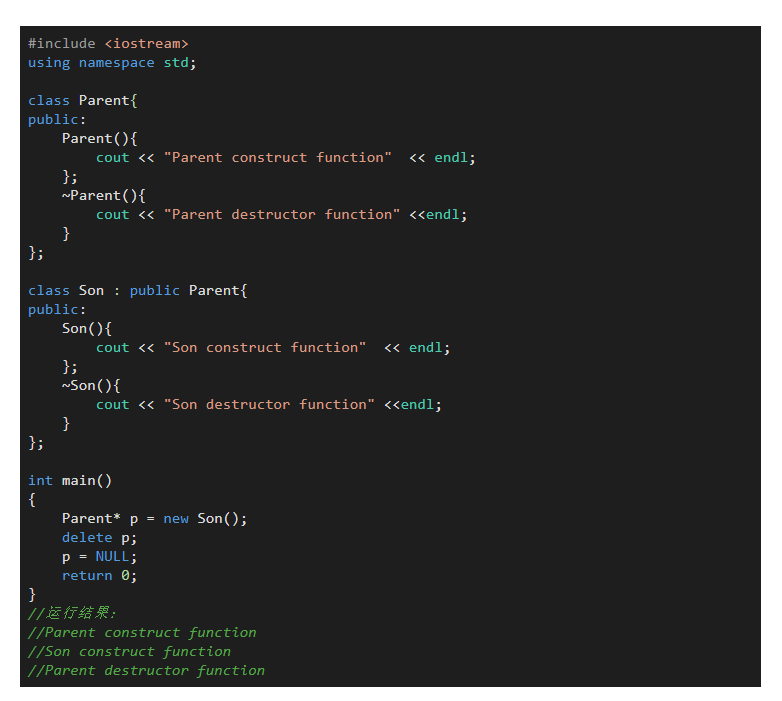 #include <iostream>
using namespace std;

class Parent{
public:
    Parent(){
        cout << "Parent construct function"  << endl;
    };
    ~Parent(){
        cout << "Parent destructor function" <<endl;
    }
};

class Son : public Parent{
public:
    Son(){
        cout << "Son construct function"  << endl;
    };
    ~Son(){
        cout << "Son destructor function" <<endl;
    }
};

int main()
{
    Parent* p = new Son();
    delete p;
    p = NULL;
    return 0;
}
//运行结果:
//Parent construct function
//Son construct function
//Parent destructor function